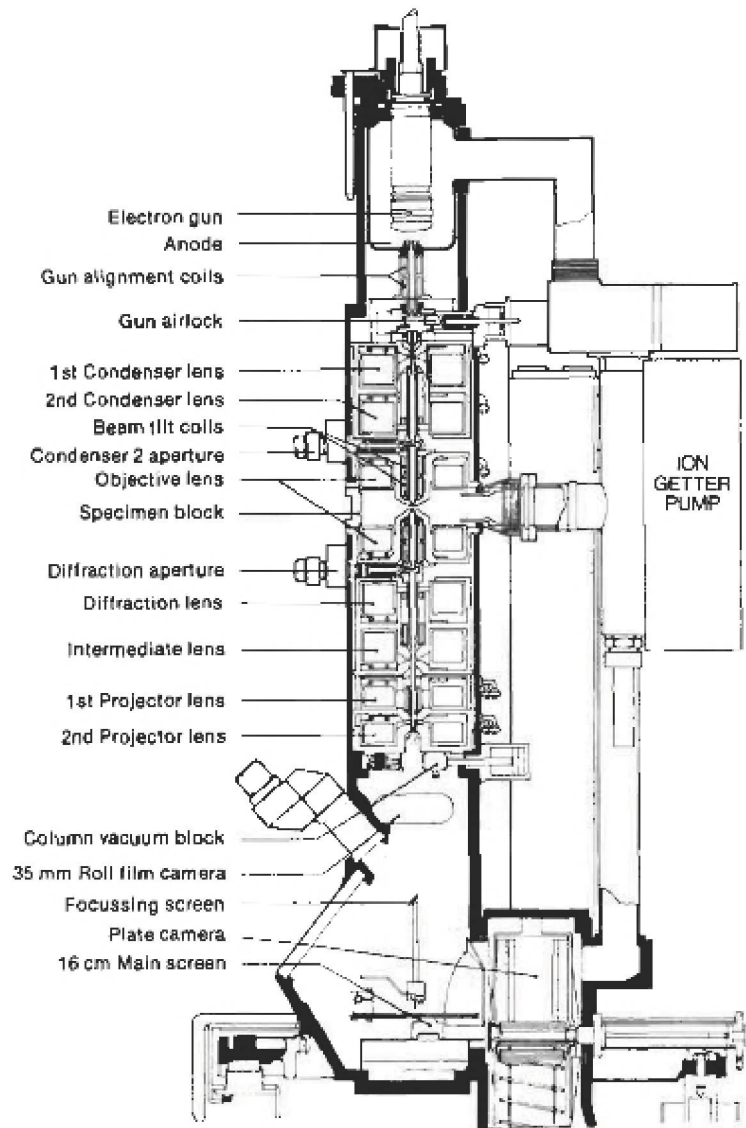 Electron gun
Anode
Gun alignment coils
Gun airlock
1st Condenser lens
2nd Condenser lens
Beam tilt coils
Condenser 2 aperture
Objective lens
Specimen block
Diffraction aperture
Diffraction lens
Intermediate lens
1st Projector lens
2nd Projector lens
Column vacuum block
35 mm Roll film camera
Focussing screen
Plate camera
16 cm Main screen
ION
GETTER
PUMP